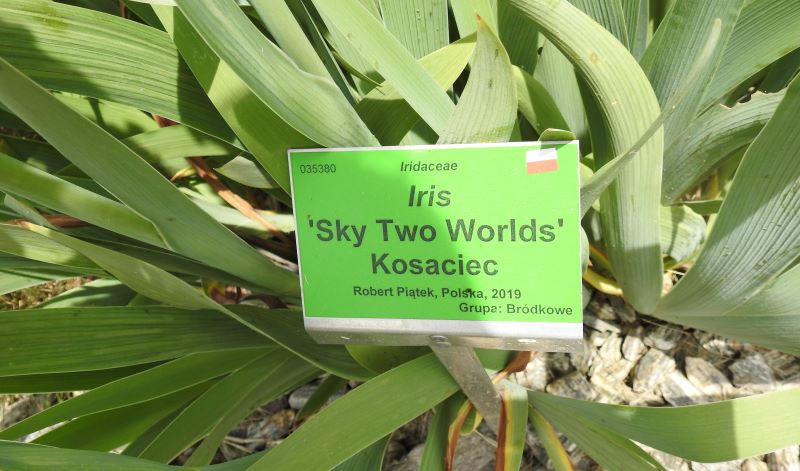 035380 Iridaceae
Iris
'Sky Two Worlds'
Kosaciec
Robert Piątek, Polska, 2019
Grupa: Bródkowe